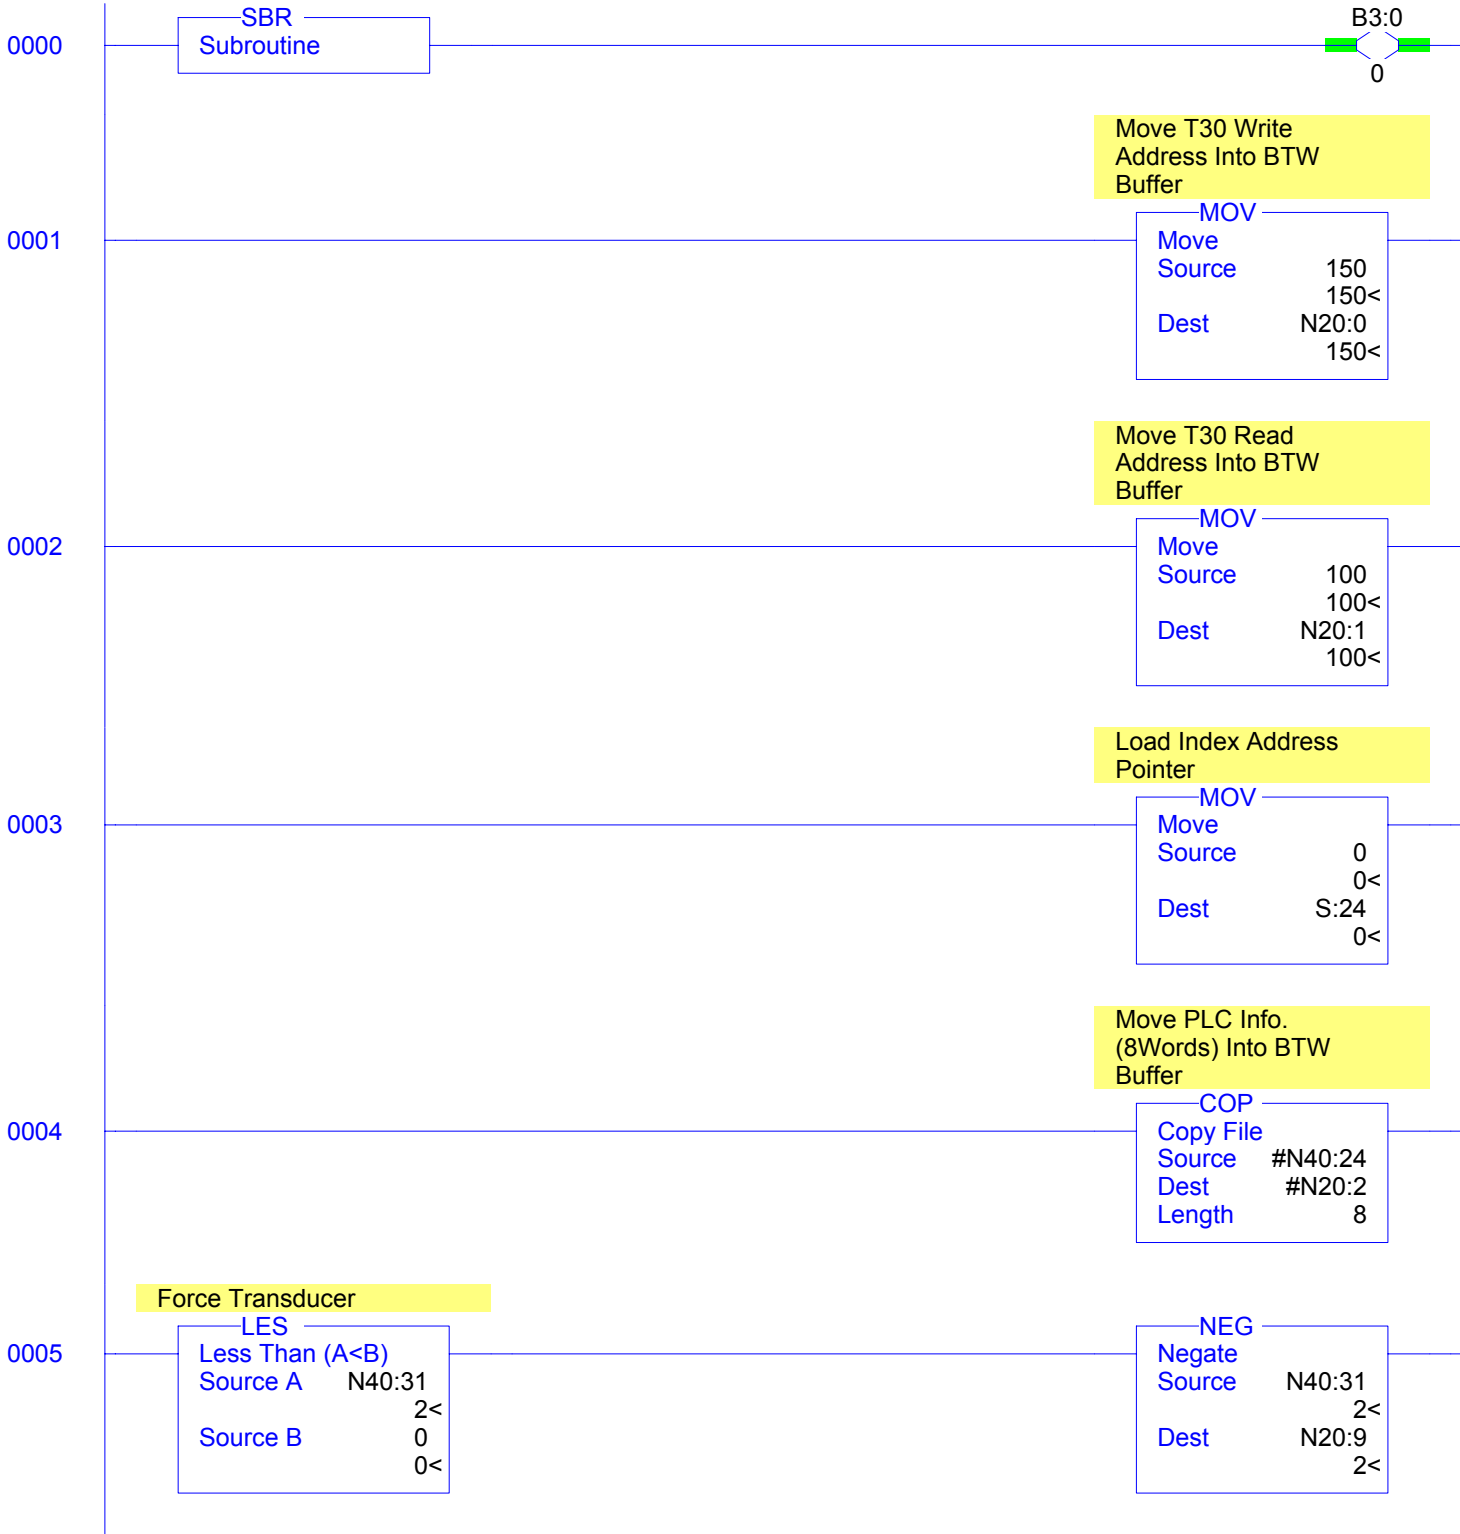 SBR
0000
Subroutine
B3:0
0
Move T30 Write
Address Into BTW
Buffer
MOV
0001
Move
Source 150
150<
Dest N20:0
150<
Move T30 Read
Address Into BTW
Buffer
MOV
0002
Move
Source 100
100<
Dest N20:1
100<
Load Index Address
Pointer
MOV
0003
Move
Source 0
0<
Dest S:24
0<
Move PLC Info.
(8Words) Into BTW
Buffer
COP
0004
Copy File
Source #N40:24
Dest #N20:2
Length 8
Force Transducer
LES
0005
Less Than (A<B)
Source A N40:31
2<
Source B 0
0<
NEG
Negate
Source N40:31
2<
Dest N20:9
2<